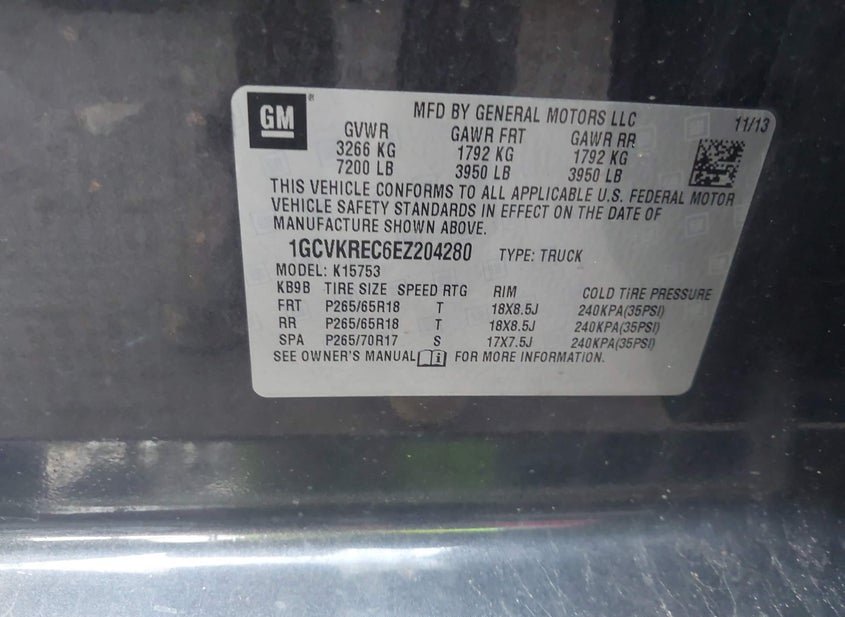 GM ®
MFD BY GENERAL MOTORS LLC
11/13
GVWR GAWR FRT GAWR RR
3266 KG 1792 KG 1792 KG
7200 LB 3950 LB 3950 LB
THIS VEHICLE CONFORMS TO ALL APPLICABLE U.S. FEDERAL MOTOR
VEHICLE SAFETY STANDARDS IN EFFECT ON THE DATE OF
MANUFACTURE SHOWN ABOVE.
1GCVKREC6EZ204280 TYPE: TRUCK
MODEL: K15753
KB9B TIRE SIZE SPEED RTG RIM COLD TIRE PRESSURE
FRT P265/65R18 T 18X8.5J 240KPA(35PSI)
RR P265/65R18 T 18X8.5J 240KPA(35PSI)
SPA P265/70R17 S 17X7.5J 240KPA(35PSI)
SEE OWNER'S MANUAL FOR MORE INFORMATION.